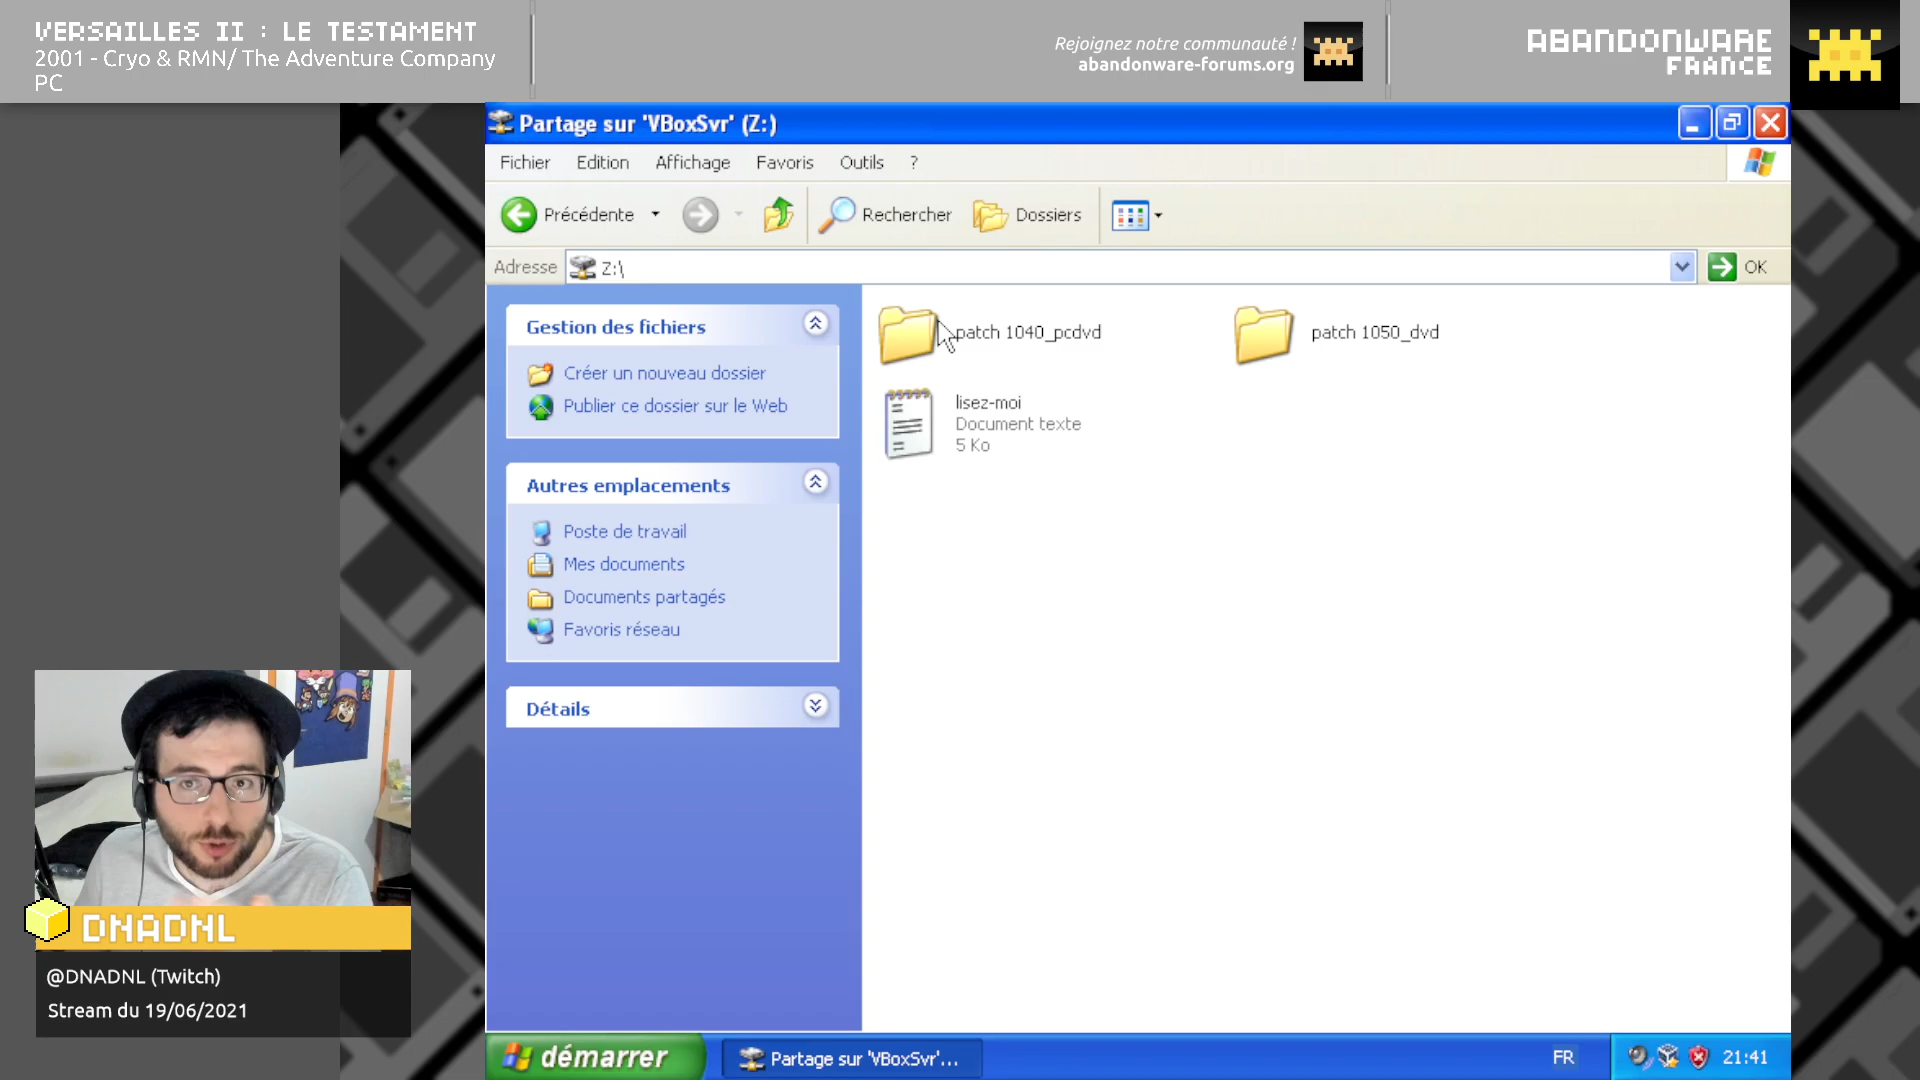 VERSAILLES II : LE TESTAMENT
2001 - Cryo & RMN/ The Adventure Company
PC
Rejoignez notre communauté !
abandonware-forums.org
ABANDONWARE
FRANCE
Partage sur 'VBoxSvr' (Z:)
Fichier Edition Affichage Favoris Outils ?
Précédente Rechercher Dossiers
Adresse Z:\ OK
Gestion des fichiers
Créer un nouveau dossier
Publier ce dossier sur le Web
Autres emplacements
Poste de travail
Mes documents
Documents partagés
Favoris réseau
Détails
patch 1040_pcdvd
patch 1050_dvd
lisez-moi
Document texte
5 Ko
DNADNL
@DNADNL (Twitch)
Stream du 19/06/2021
démarrer
Partage sur 'VBoxSvr'...
FR
21:41